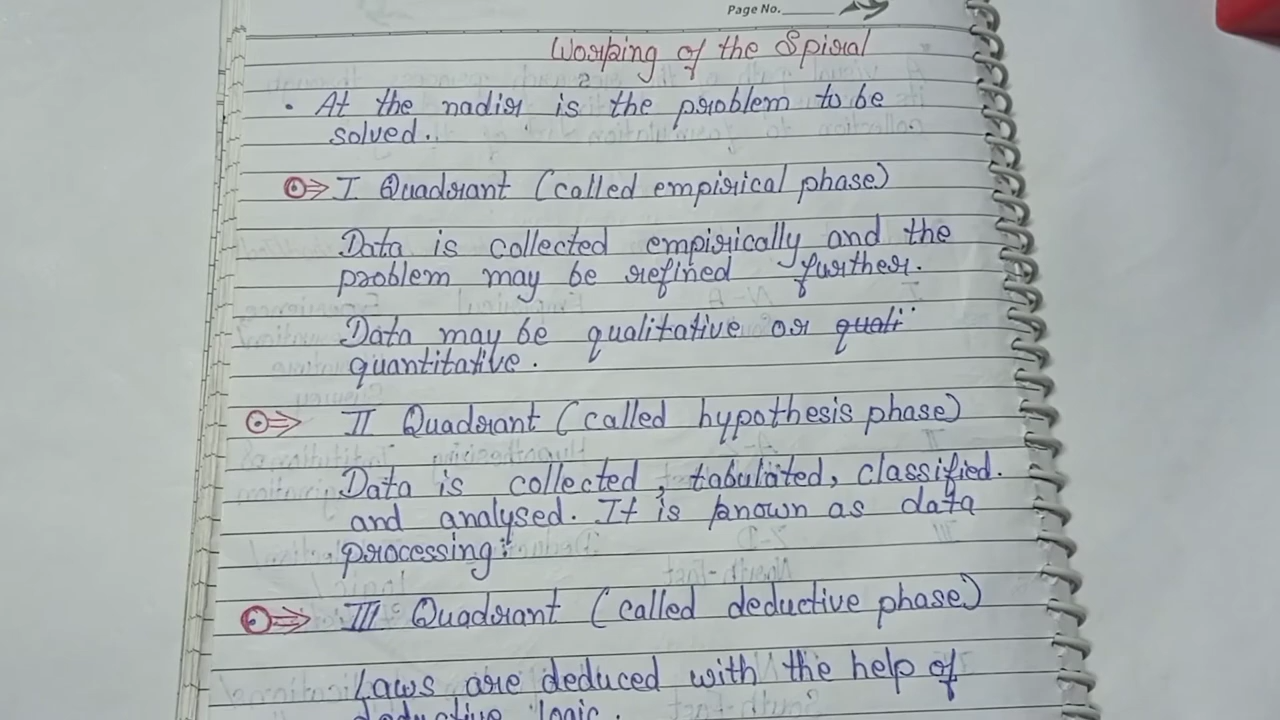 Page No.
Working of the Spiral
• At the nadir is the problem to be
solved.
⊙⇒ I Quadrant (called empirical phase)
Data is collected empirically and the
problem may be refined further.
Data may be qualitative or quali
quantitative.
⊙⇒ II Quadrant (called hypothesis phase)
Data is collected, tabulated, classified.
and analysed. It is known as data
processing.
⊙⇒ III Quadrant (called deductive phase)
Laws are deduced with the help of
deductive logic.